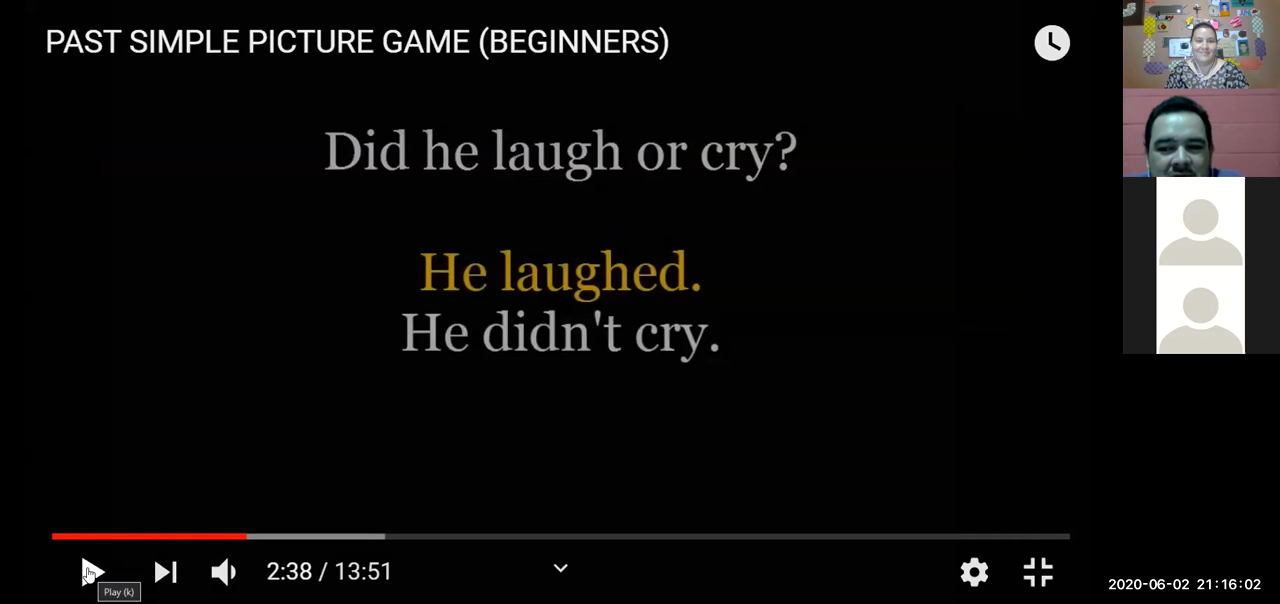 PAST SIMPLE PICTURE GAME (BEGINNERS)
Did he laugh or cry?
He laughed.
He didn't cry.
2:38 / 13:51
Play (k)
2020-06-02 21:16:02